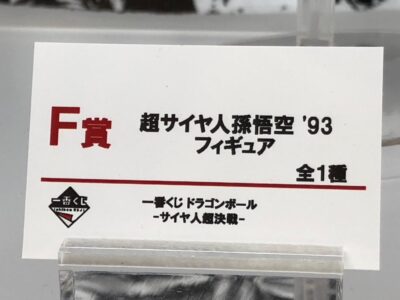 F賞
超サイヤ人孫悟空 '93
フィギュア
全1種
一番くじ
一番くじ ドラゴンボール
-サイヤ人超決戦-